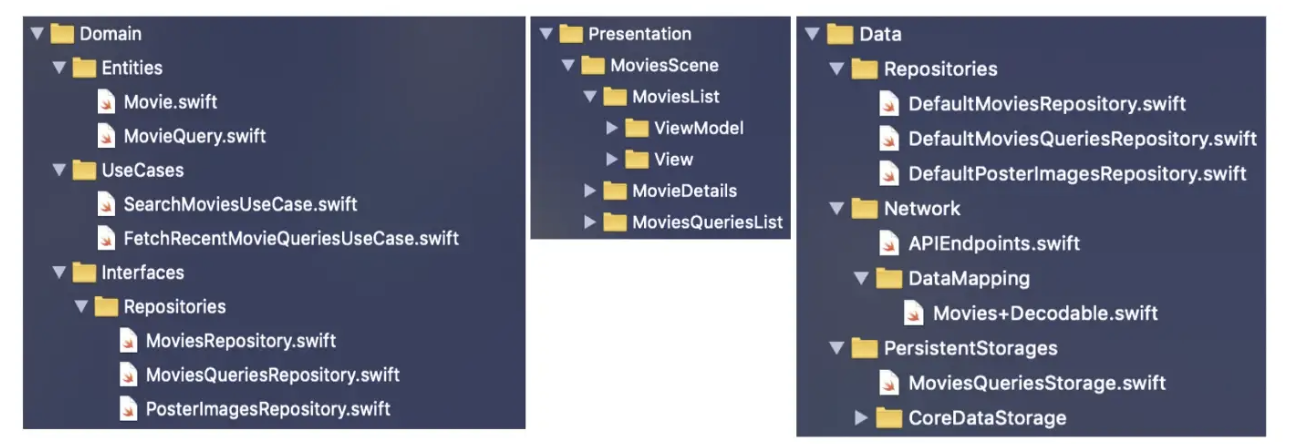 Domain
Entities
Movie.swift
MovieQuery.swift
UseCases
SearchMoviesUseCase.swift
FetchRecentMovieQueriesUseCase.swift
Interfaces
Repositories
MoviesRepository.swift
MoviesQueriesRepository.swift
PosterImagesRepository.swift
Presentation
MoviesScene
MoviesList
ViewModel
View
MovieDetails
MoviesQueriesList
Data
Repositories
DefaultMoviesRepository.swift
DefaultMoviesQueriesRepository.swift
DefaultPosterImagesRepository.swift
Network
APIEndpoints.swift
DataMapping
Movies+Decodable.swift
PersistentStorages
MoviesQueriesStorage.swift
CoreDataStorage